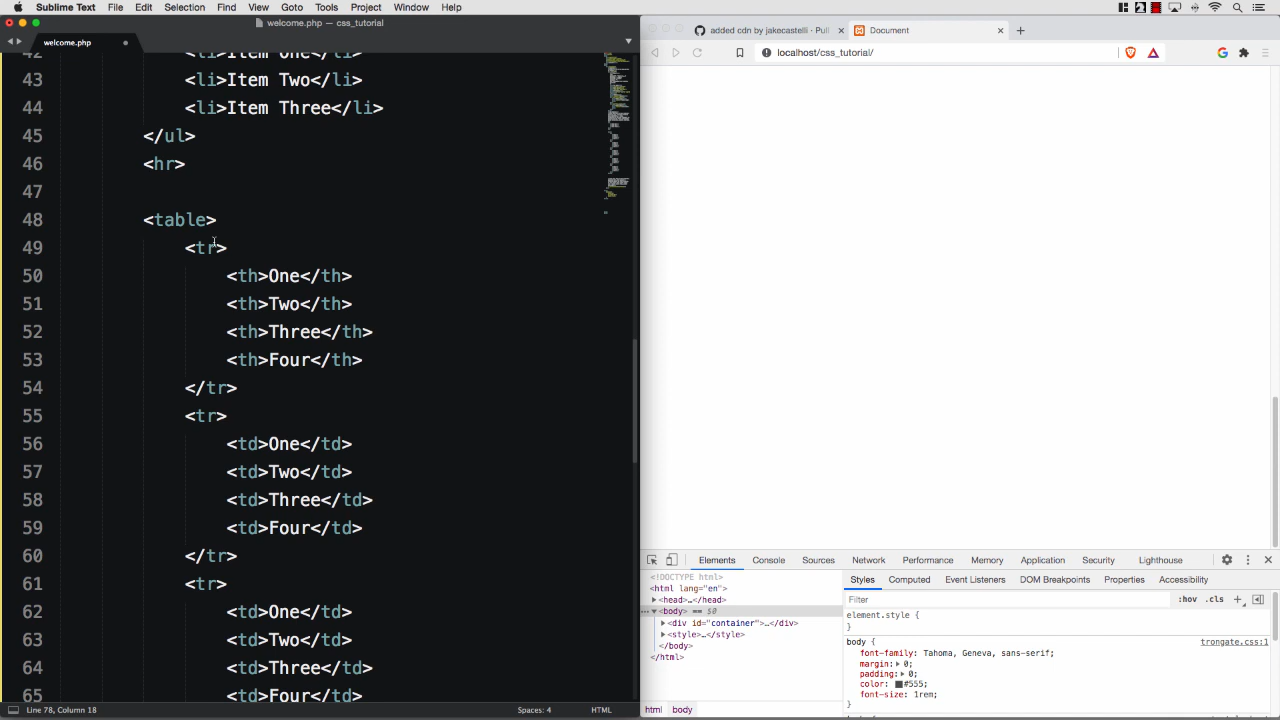 Sublime Text File Edit Selection Find View Goto Tools Project Window Help
welcome.php — css_tutorial
welcome.php
42 <li>Item One</li>
43 <li>Item Two</li>
44 <li>Item Three</li>
45 </ul>
46 <hr>
47
48 <table>
49 <tr>
50 <th>One</th>
51 <th>Two</th>
52 <th>Three</th>
53 <th>Four</th>
54 </tr>
55 <tr>
56 <td>One</td>
57 <td>Two</td>
58 <td>Three</td>
59 <td>Four</td>
60 </tr>
61 <tr>
62 <td>One</td>
63 <td>Two</td>
64 <td>Three</td>
65 <td>Four</td>
Line 78, Column 18 Spaces: 4 HTML
added cdn by jakecastelli · Pull
Document
localhost/css_tutorial/
Elements Console Sources Network Performance Memory Application Security Lighthouse
<!DOCTYPE html>
<html lang="en">
<head>…</head>
<body> == $0
<div id="container">…</div>
<style>…</style>
</body>
</html>
html body
Styles Computed Event Listeners DOM Breakpoints Properties Accessibility
Filter :hov .cls
element.style {
}
body { trongate.css:1
font-family: Tahoma, Geneva, sans-serif;
margin: 0;
padding: 0;
color: #555;
font-size: 1rem;
}